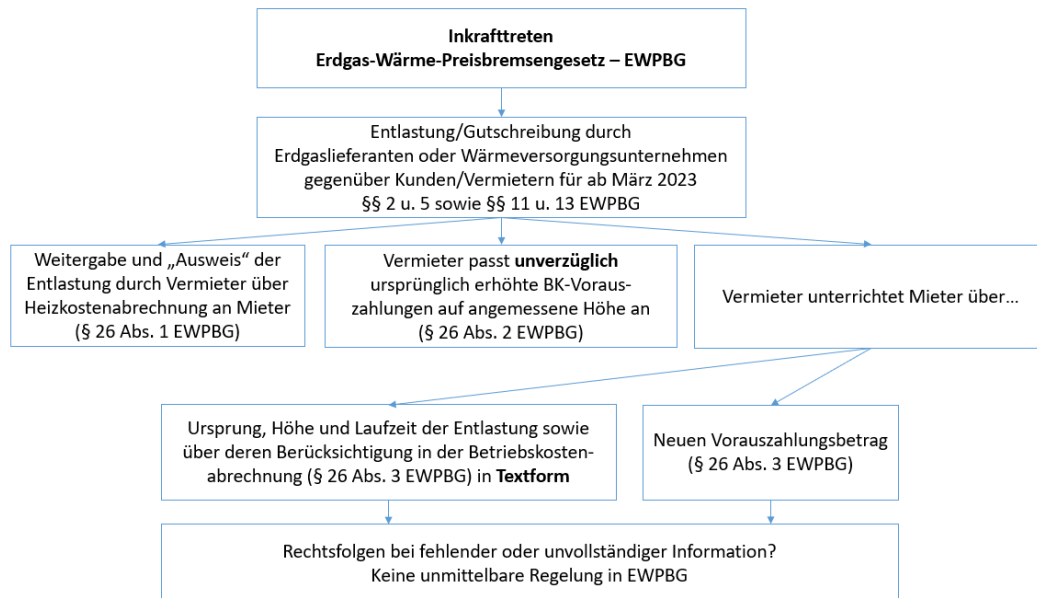 Inkrafttreten
Erdgas-Wärme-Preisbremsengesetz – EWPBG
Entlastung/Gutschreibung durch
Erdgaslieferanten oder Wärmeversorgungsunternehmen
gegenüber Kunden/Vermietern für ab März 2023
§§ 2 u. 5 sowie §§ 11 u. 13 EWPBG
Weitergabe und „Ausweis“ der
Entlastung durch Vermieter über
Heizkostenabrechnung an Mieter
(§ 26 Abs. 1 EWPBG)
Vermieter passt unverzüglich
ursprünglich erhöhte BK-Voraus-
zahlungen auf angemessene Höhe an
(§ 26 Abs. 2 EWPBG)
Vermieter unterrichtet Mieter über…
Ursprung, Höhe und Laufzeit der Entlastung sowie
über deren Berücksichtigung in der Betriebskosten-
abrechnung (§ 26 Abs. 3 EWPBG) in Textform
Neuen Vorauszahlungsbetrag
(§ 26 Abs. 3 EWPBG)
Rechtsfolgen bei fehlender oder unvollständiger Information?
Keine unmittelbare Regelung in EWPBG